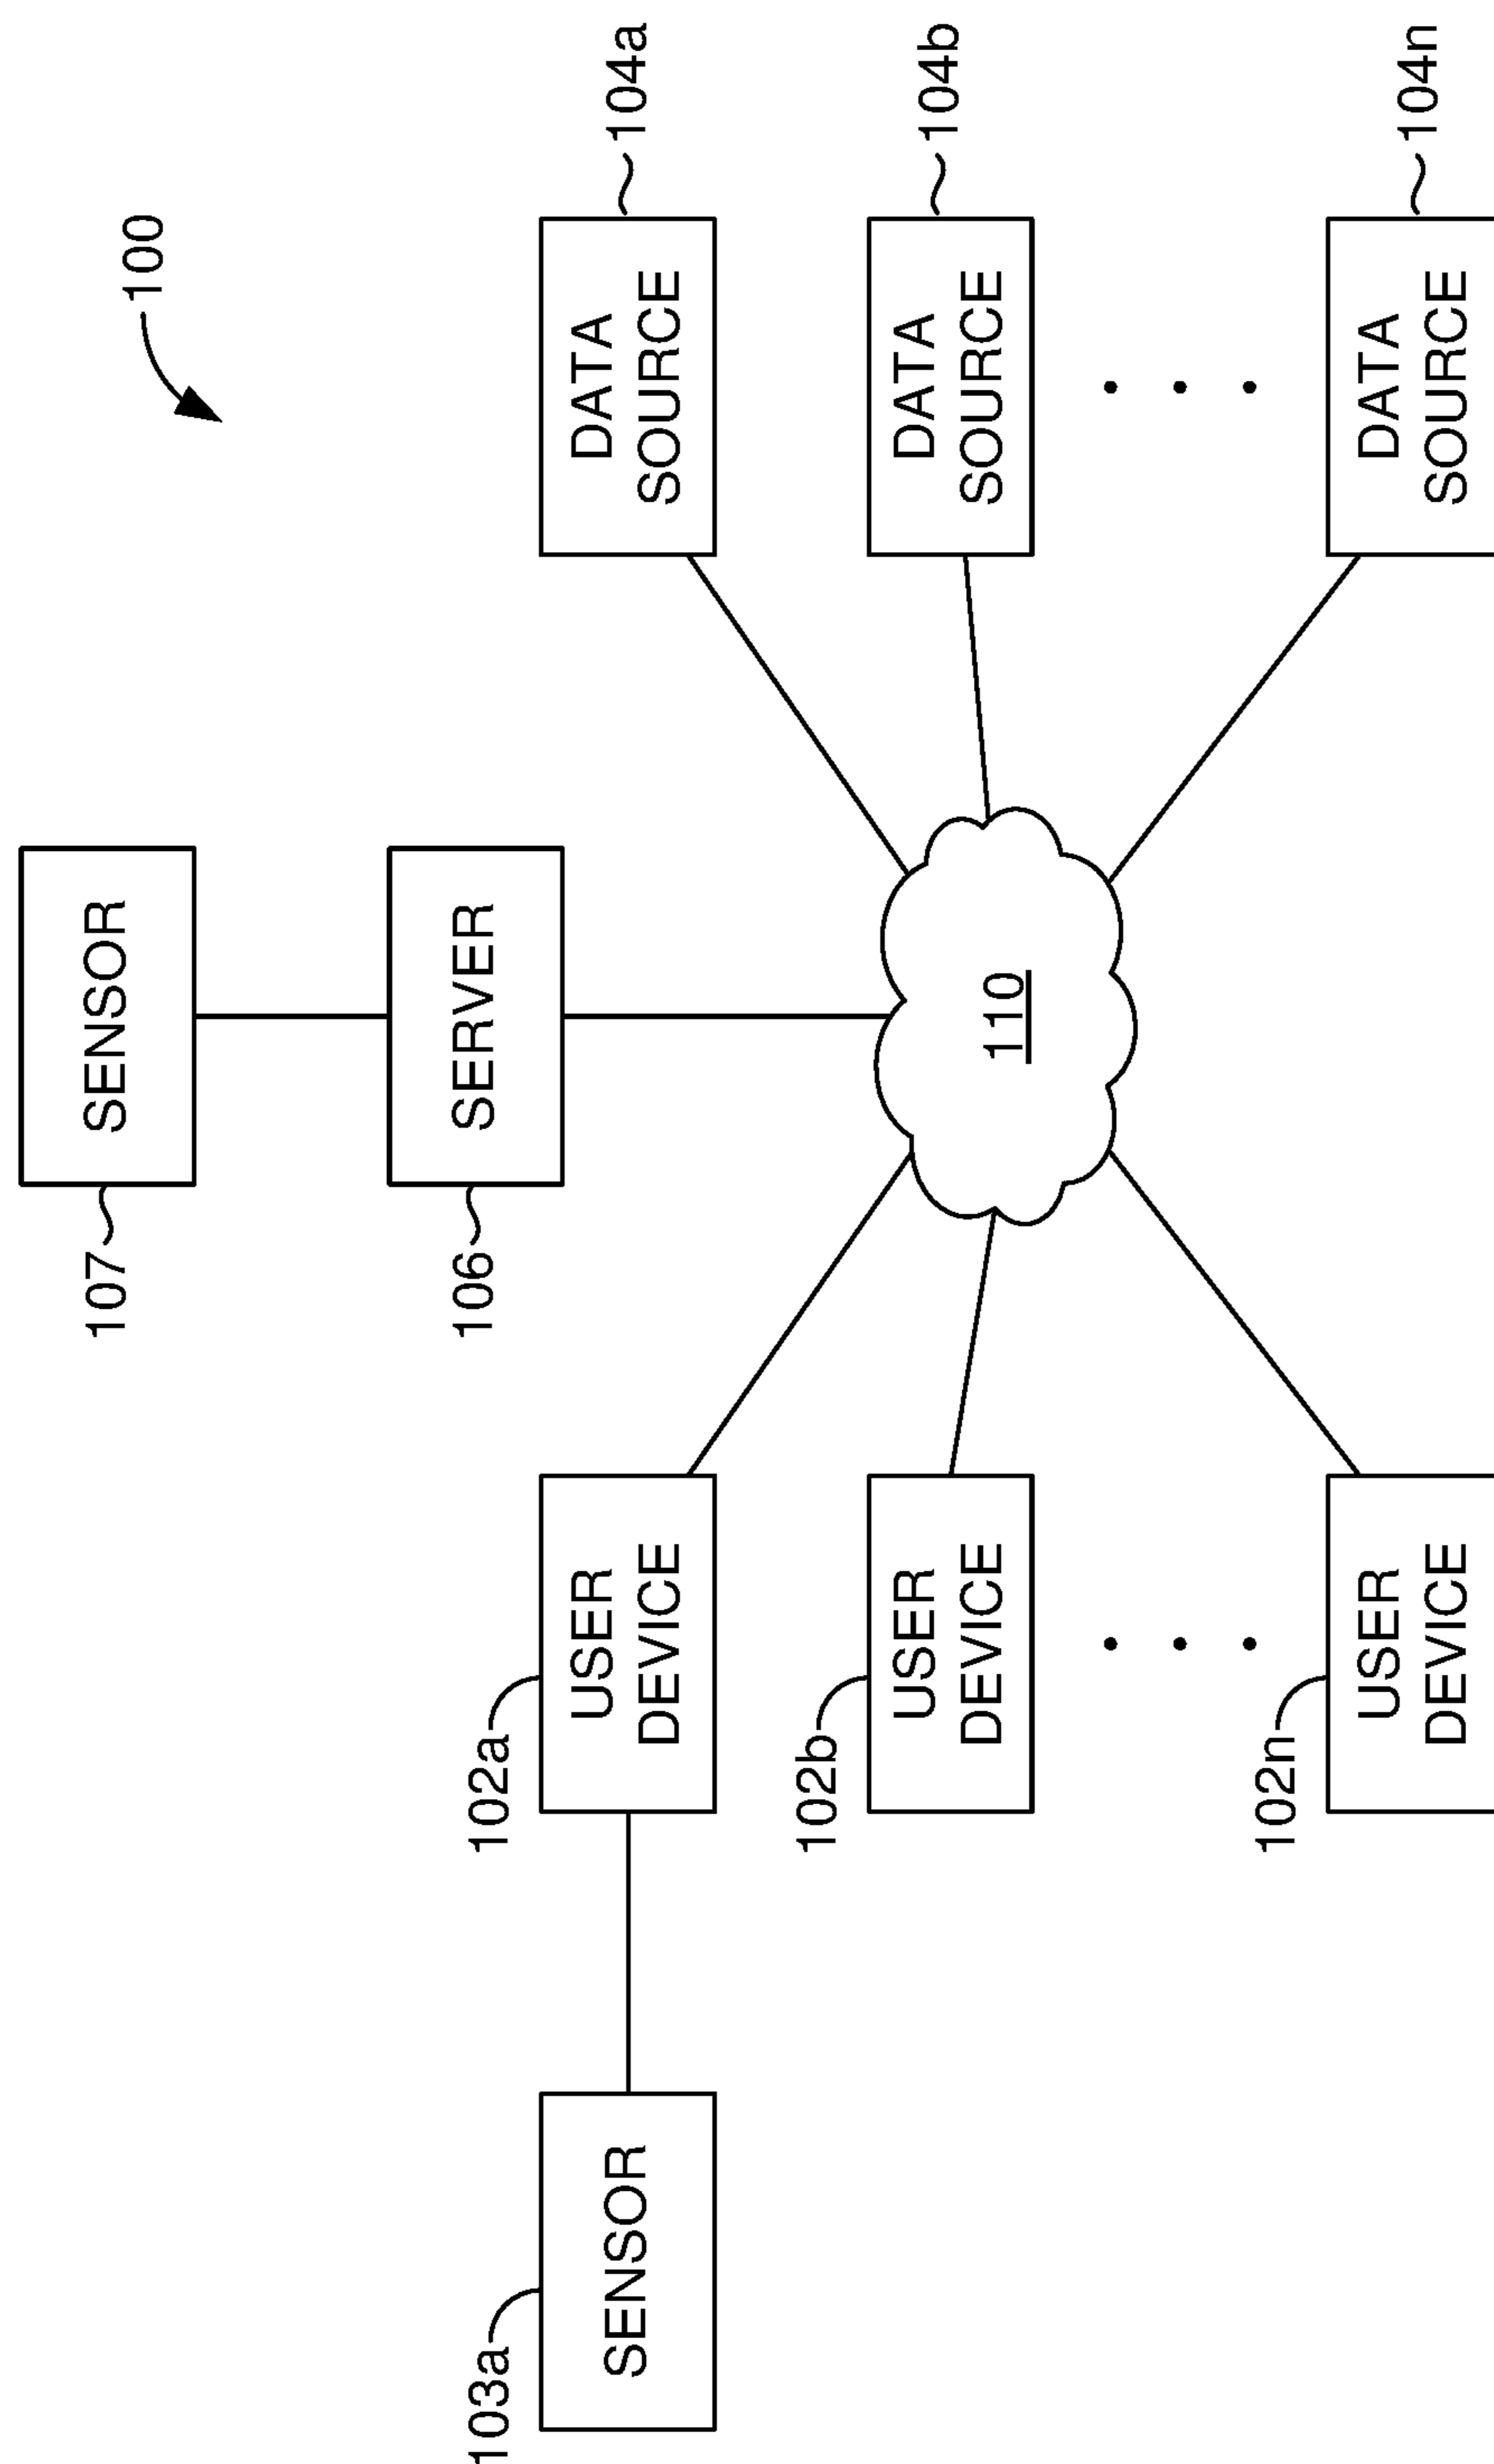 100
107
SENSOR
106
SERVER
103a
SENSOR
102a
USER
DEVICE
DATA
SOURCE
104a
110
102b
USER
DEVICE
DATA
SOURCE
104b
102n
USER
DEVICE
DATA
SOURCE
104n